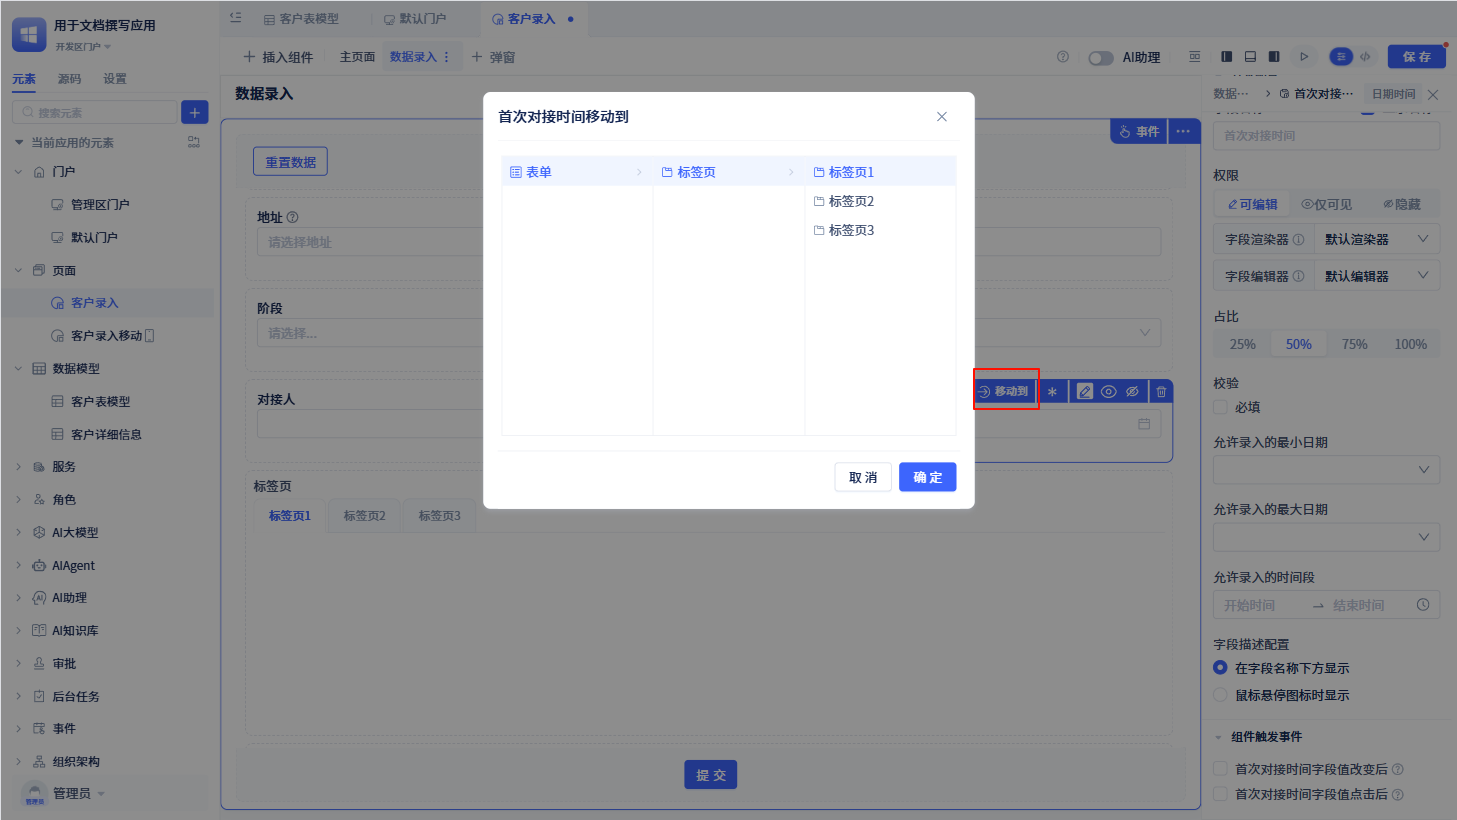 用于文档撰写应用
开发区门户
元素 源码 设置
搜索元素
当前应用的元素
门户
管理区门户
默认门户
页面
客户录入
客户录入移动
数据模型
客户表模型
客户详细信息
服务
角色
AI大模型
AIAgent
AI助理
AI知识库
审批
后台任务
事件
组织架构
管理员
管理员
客户表模型 默认门户 客户录入
插入组件 主页面 数据录入 弹窗 AI助理 保存
数据录入
事件
重置数据
地址
请选择地址
阶段
请选择...
对接人
移动到
标签页
标签页1 标签页2 标签页3
提交
首次对接时间移动到
表单 标签页 标签页1
标签页2
标签页3
取消 确定
数据… 首次对接… 日期时间
首次对接时间
权限
可编辑 仅可见 隐藏
字段渲染器 默认渲染器
字段编辑器 默认编辑器
占比
25% 50% 75% 100%
校验
必填
允许录入的最小日期
允许录入的最大日期
允许录入的时间段
开始时间 结束时间
字段描述配置
在字段名称下方显示
鼠标悬停图标时显示
组件触发事件
首次对接时间字段值改变后
首次对接时间字段值点击后